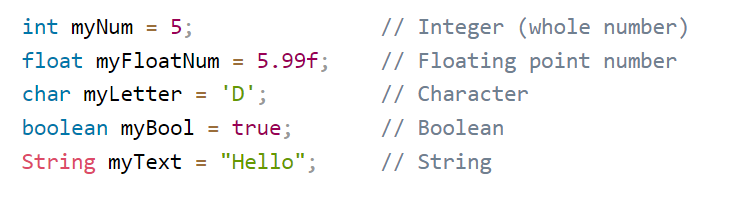 int myNum = 5;               // Integer (whole number)
float myFloatNum = 5.99f;    // Floating point number
char myLetter = 'D';         // Character
boolean myBool = true;       // Boolean
String myText = "Hello";     // String